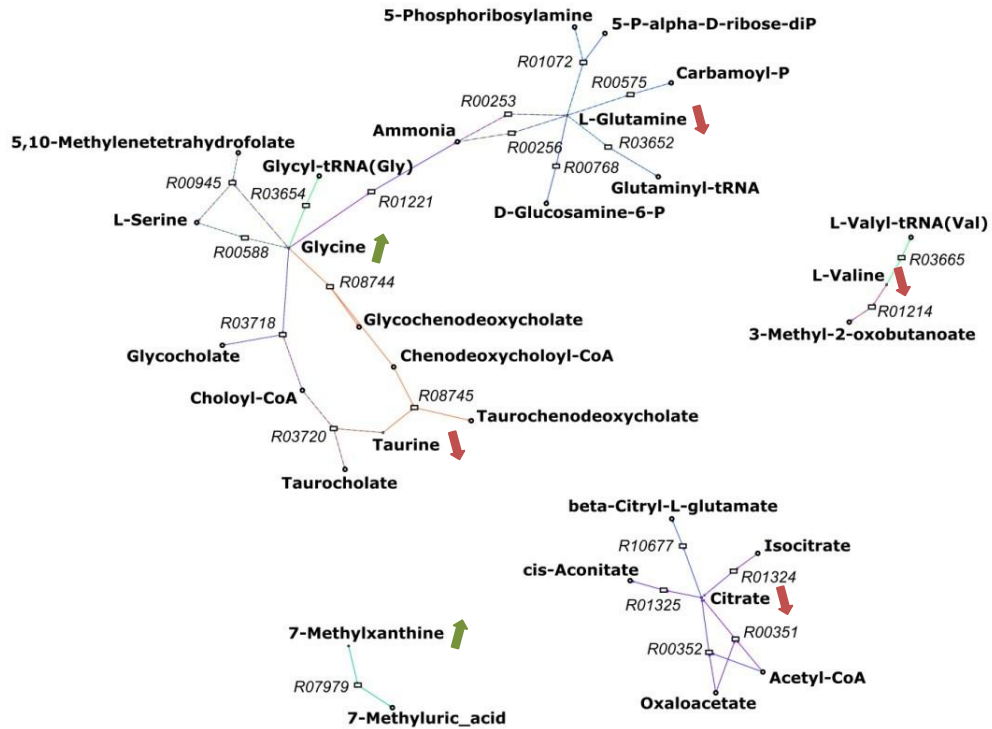 5-Phosphoribosylamine
5-P-alpha-D-ribose-diP
R01072
Carbamoyl-P
R00575
R00253
L-Glutamine
Ammonia
R00256
R03652
5,10-Methylenetetrahydrofolate
Glycyl-tRNA(Gly)
R00768
R00945
R03654
R01221
Glutaminyl-tRNA
D-Glucosamine-6-P
L-Serine
L-Valyl-tRNA(Val)
R00588
Glycine
R03665
L-Valine
R08744
R01214
R03718
Glycochenodeoxycholate
3-Methyl-2-oxobutanoate
Glycocholate
Chenodeoxycholoyl-CoA
Choloyl-CoA
R08745
Taurochenodeoxycholate
R03720
Taurine
Taurocholate
beta-Citryl-L-glutamate
R10677
Isocitrate
cis-Aconitate
R01324
R01325
Citrate
7-Methylxanthine
R00351
R00352
Acetyl-CoA
R07979
Oxaloacetate
7-Methyluric_acid